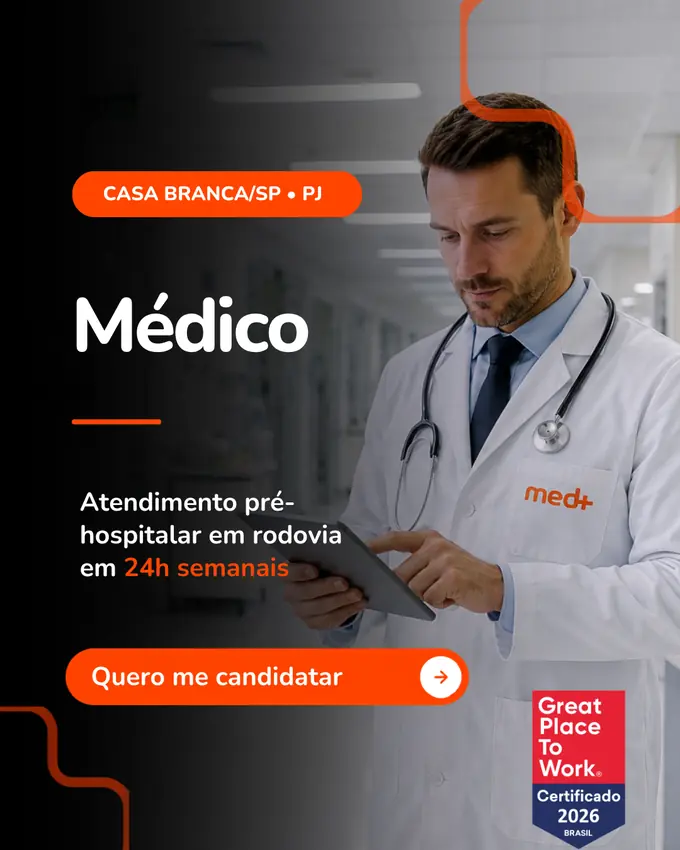 CASA BRANCA/SP • PJ
Médico
Atendimento pré-
hospitalar em rodovia
em 24h semanais
med+
Quero me candidatar
Great
Place
To
Work®
Certificado
2026
BRASIL